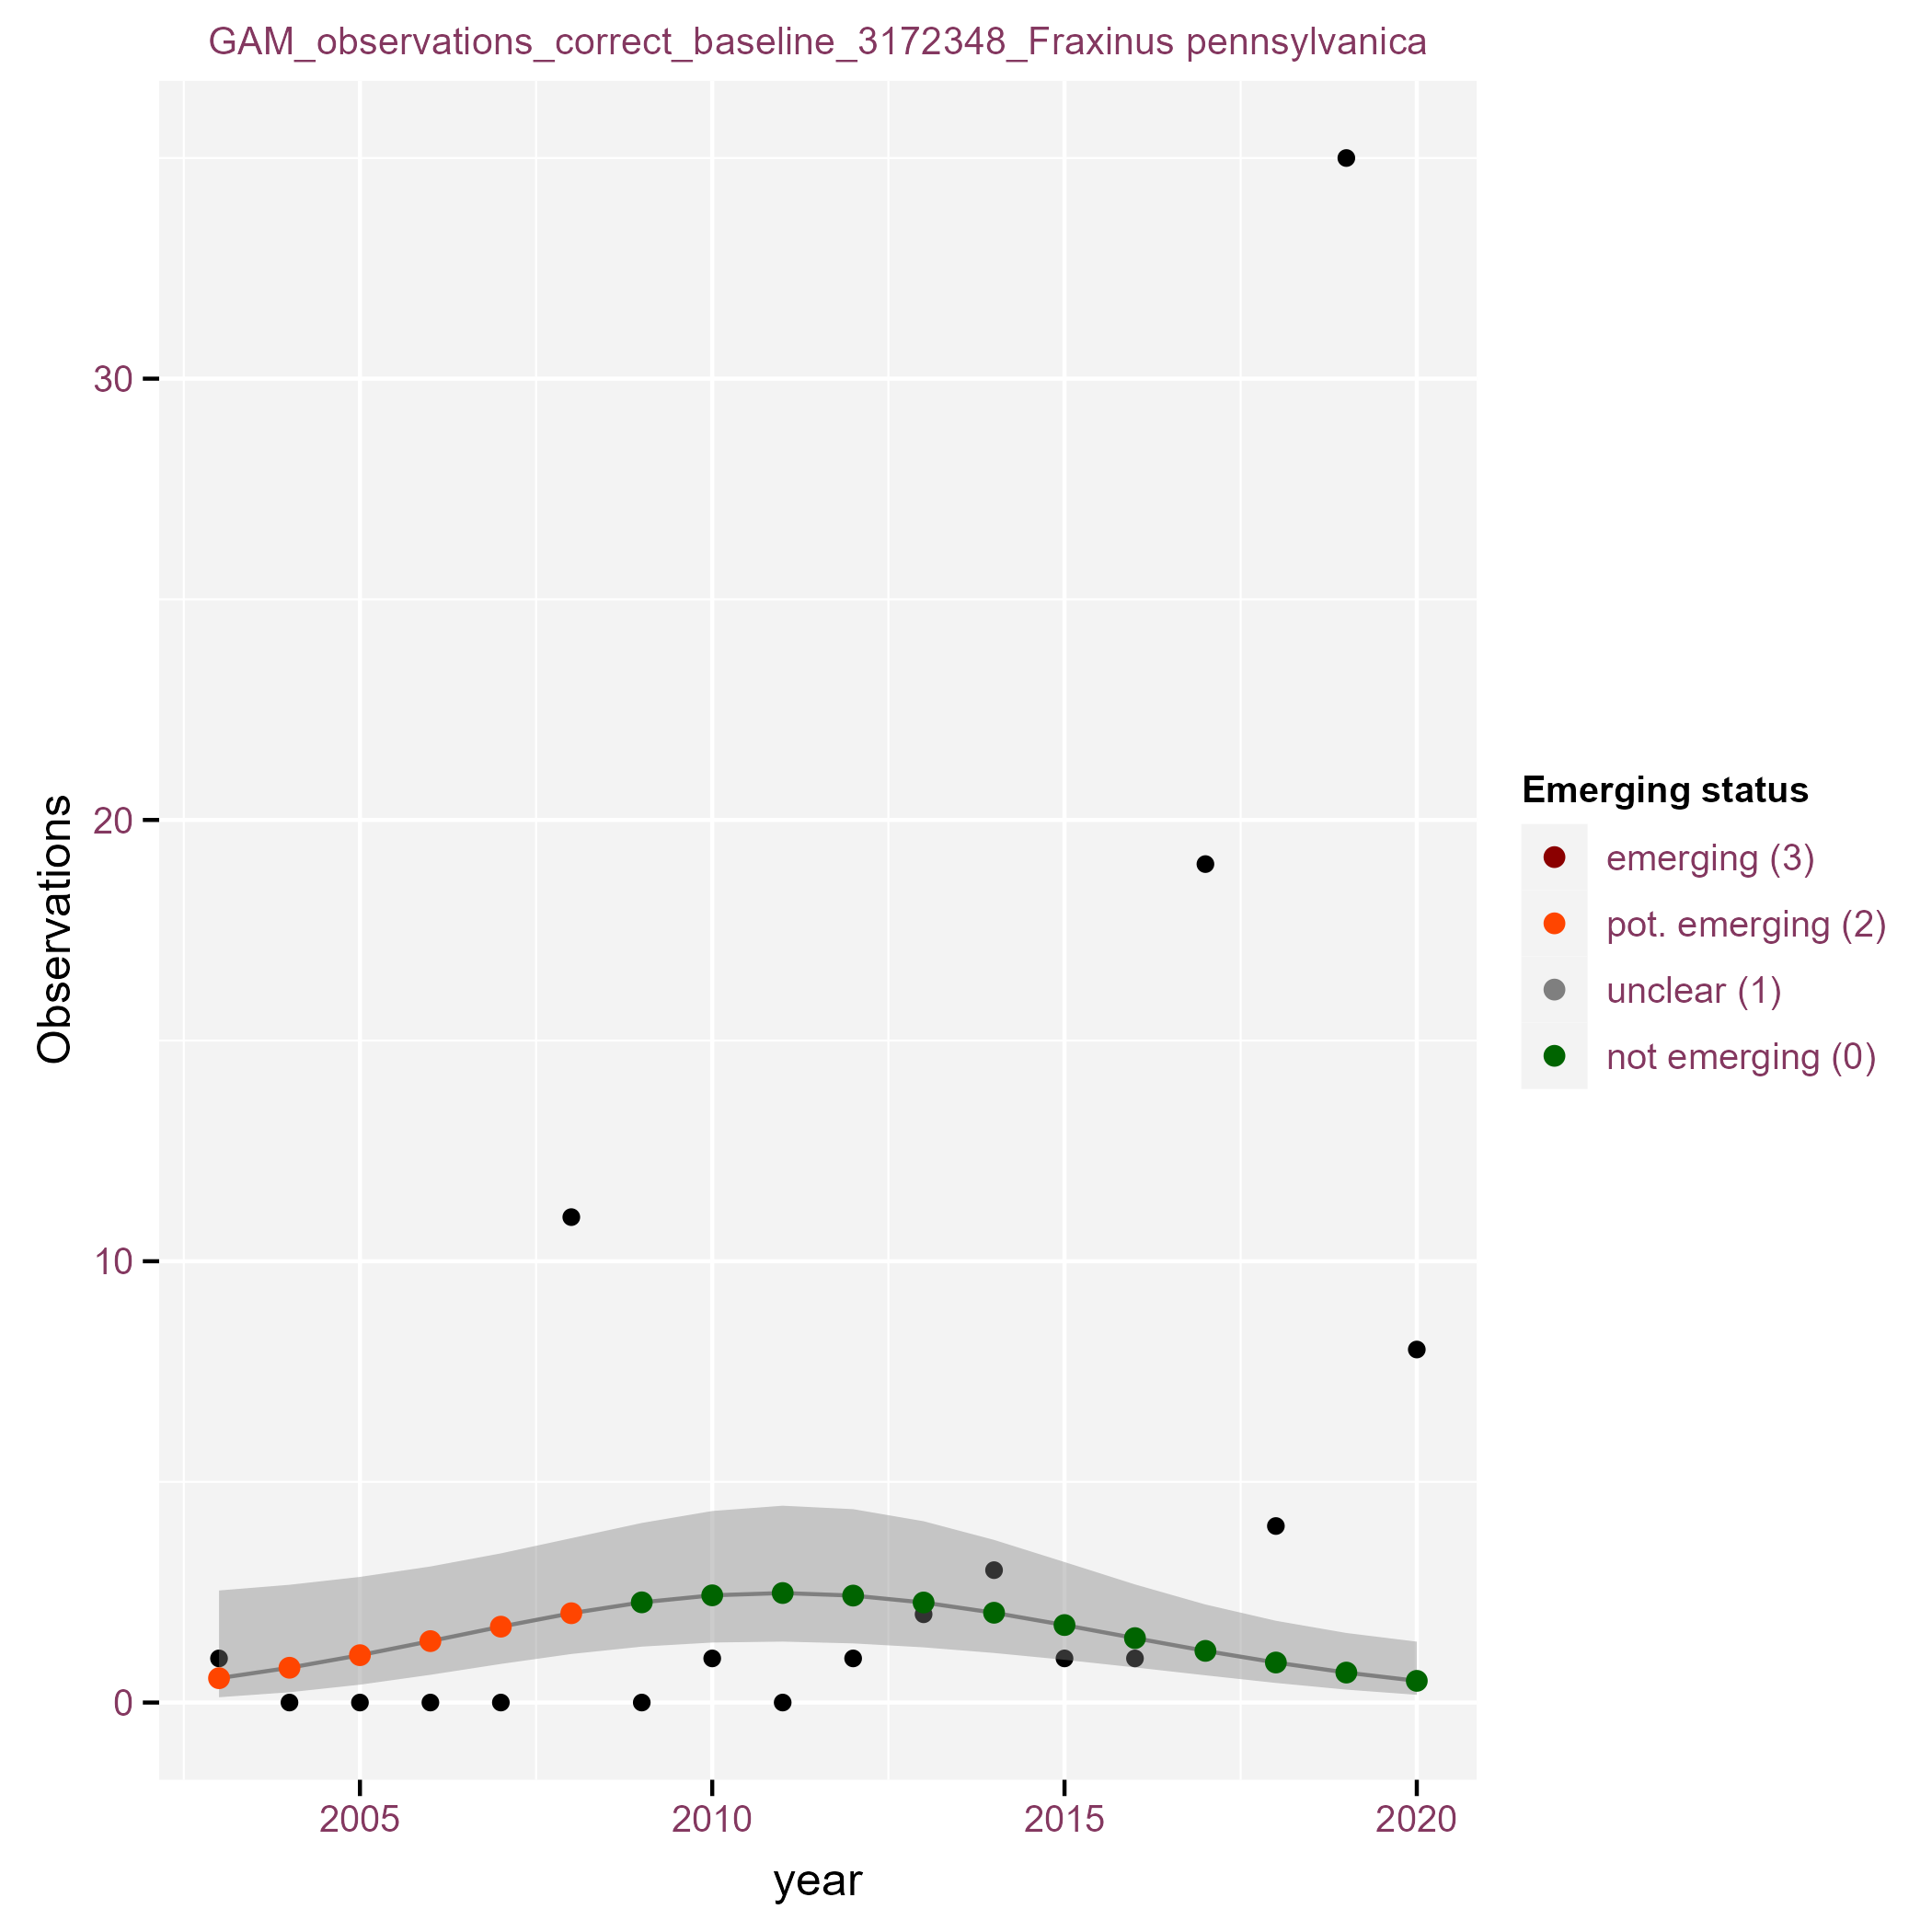 GAM_observations_correct_baseline_3172348_Fraxinus pennsylvanica
30
20
10
0
Observations
2005 2010 2015 2020
year
Emerging status
emerging (3)
pot. emerging (2)
unclear (1)
not emerging (0)